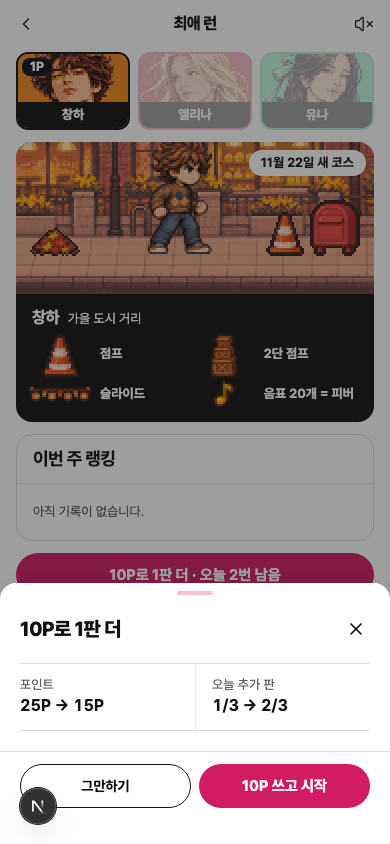 최애 런
1P
창하
엘리나
유나
11월 22일 새 코스
창하 가을 도시 거리
점프
2단 점프
슬라이드
음표 20개 = 피버
이번 주 랭킹
아직 기록이 없습니다.
10P로 1판 더 · 오늘 2번 남음
10P로 1판 더
포인트
25P → 15P
오늘 추가 판
1/3 → 2/3
그만하기
10P 쓰고 시작
N